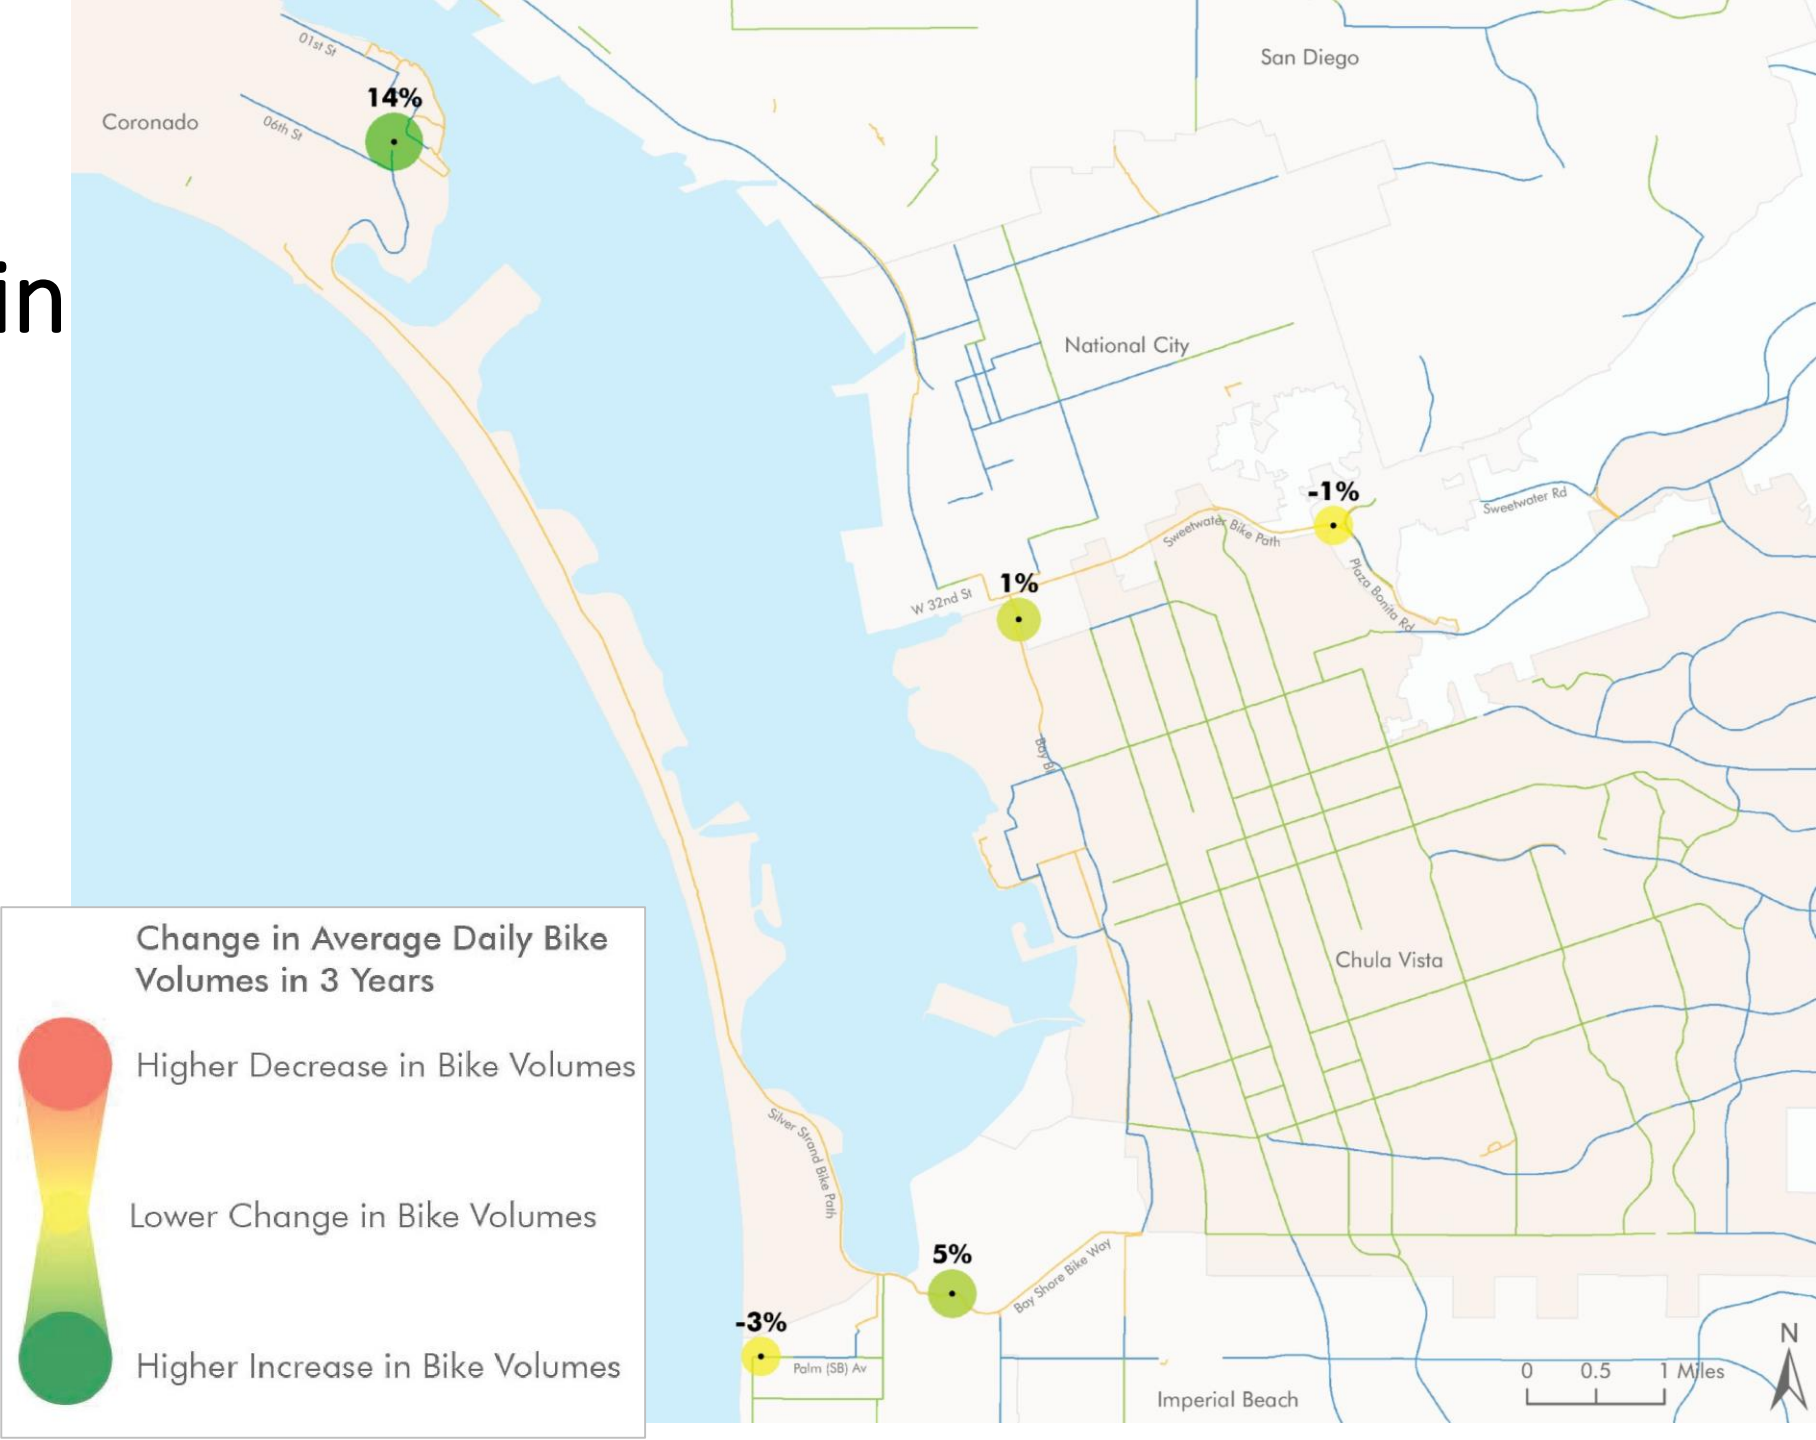 in
01st St
San Diego
14%
Coronado
06th St
National City
-1%
Sweetwater Rd
Sweetwater Bike Path
1%
W 32nd St
Plaza Bonita Rd
Bay Bl
Change in Average Daily Bike
Volumes in 3 Years
Higher Decrease in Bike Volumes
Lower Change in Bike Volumes
Higher Increase in Bike Volumes
Chula Vista
Silver Strand Bike Path
5%
Bay Shore Bike Way
-3%
Palm (SB) Av
Imperial Beach
N
0 0.5 1 Miles